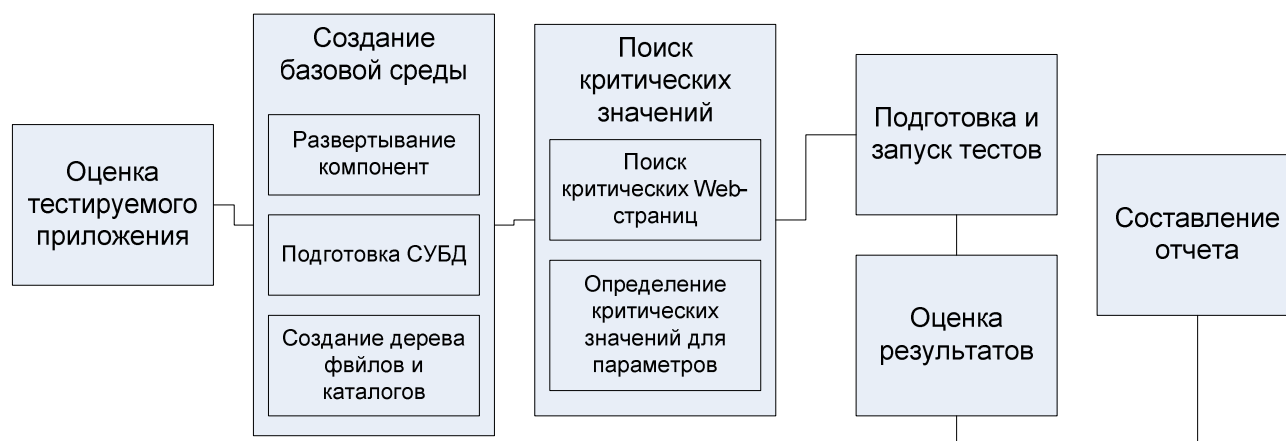 Оценка
тестируемого
приложения
Создание
базовой среды
Развертывание
компонент
Подготовка СУБД
Создание дерева
фвйлов и
каталогов
Поиск
критических
значений
Поиск
критических Web-
страниц
Определение
критических
значений для
параметров
Подготовка и
запуск тестов
Оценка
результатов
Составление
отчета